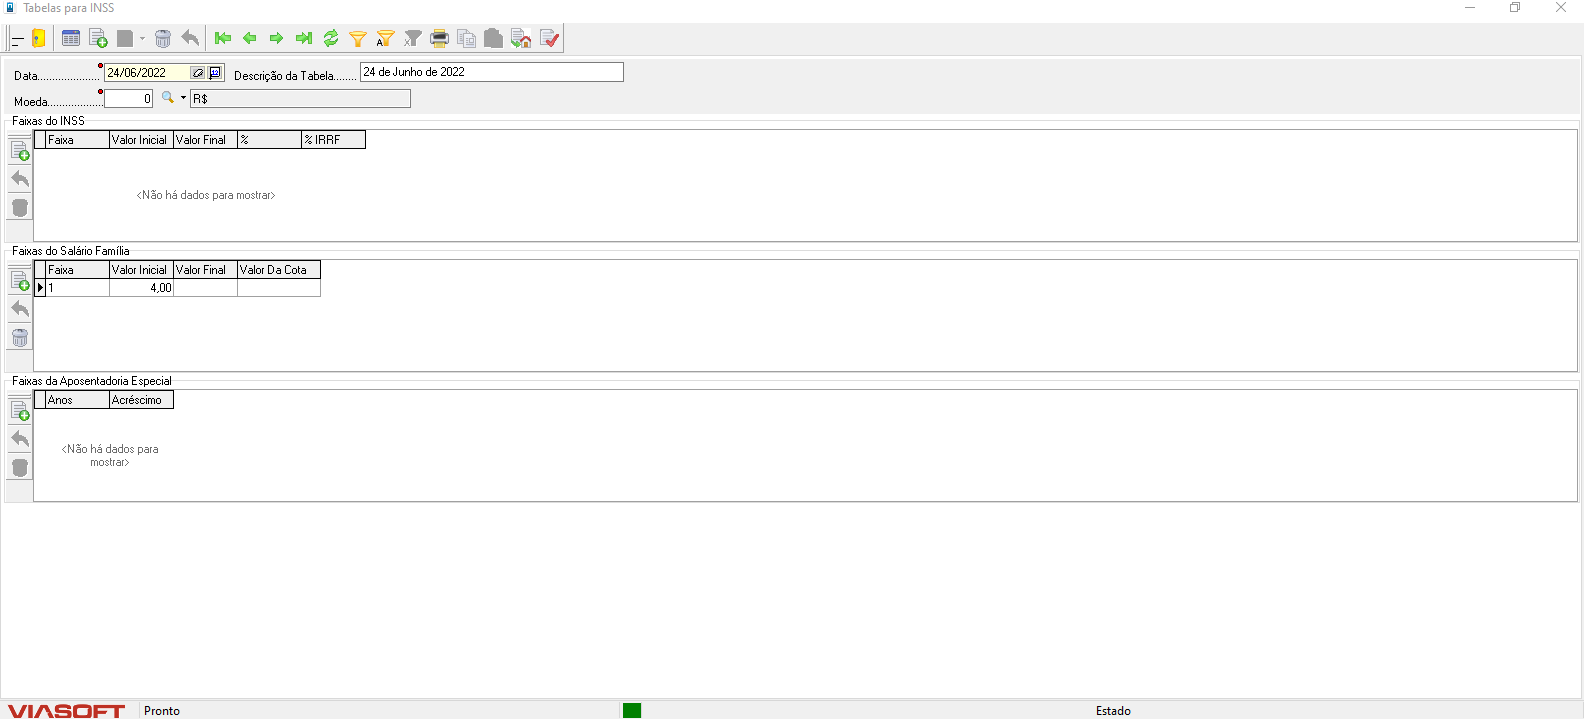 Tabelas para INSS
Data..................... 24/06/2022 Descrição da Tabela........ 24 de Junho de 2022
Moeda................... 0 R$
Faixas do INSS
Faixa Valor Inicial Valor Final % % IRRF
<Não há dados para mostrar>
Faixas do Salário Família
Faixa Valor Inicial Valor Final Valor Da Cota
1 4,00
Faixas da Aposentadoria Especial
Anos Acréscimo
<Não há dados para
mostrar>
VIASOFT Pronto Estado